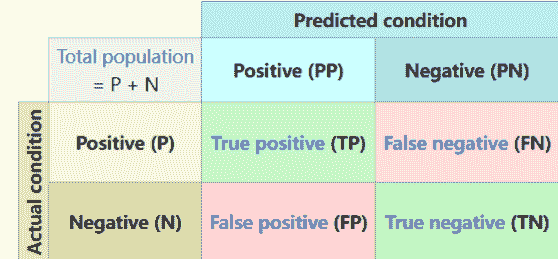 Predicted condition
Total population
= P + N
Positive (PP)
Negative (PN)
Actual condition
Positive (P)
True positive (TP)
False negative (FN)
Negative (N)
False positive (FP)
True negative (TN)